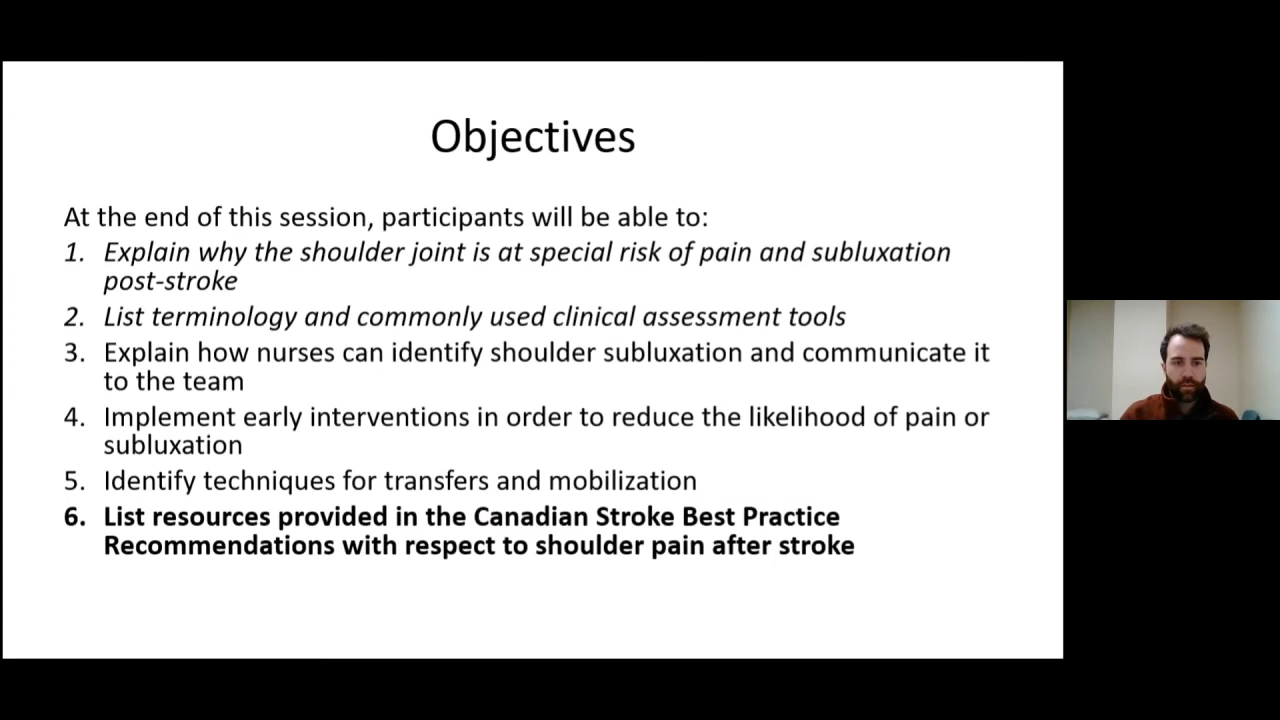 Objectives
At the end of this session, participants will be able to:
1. Explain why the shoulder joint is at special risk of pain and subluxation
post-stroke
2. List terminology and commonly used clinical assessment tools
3. Explain how nurses can identify shoulder subluxation and communicate it
to the team
4. Implement early interventions in order to reduce the likelihood of pain or
subluxation
5. Identify techniques for transfers and mobilization
6. List resources provided in the Canadian Stroke Best Practice
Recommendations with respect to shoulder pain after stroke